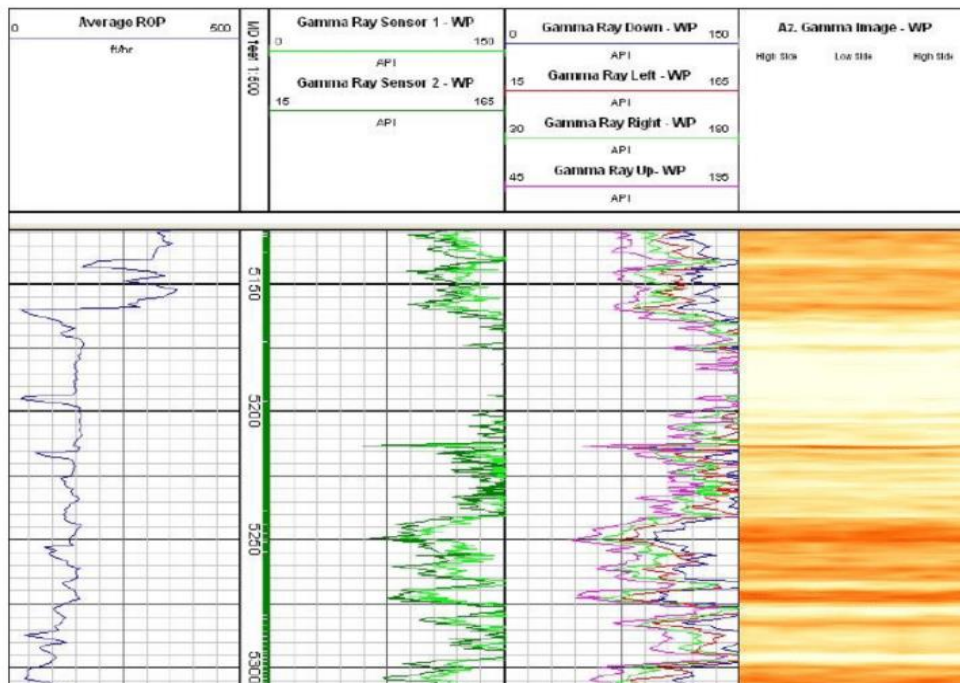 Average ROP
0 500
ft/hr
MD feet 1:600
Gamma Ray Sensor 1 - WP
0 150
API
Gamma Ray Sensor 2 - WP
15 165
API
Gamma Ray Down - WP
0 150
API
Gamma Ray Left - WP
15 165
API
Gamma Ray Right - WP
30 180
API
Gamma Ray Up- WP
45 195
API
Az. Gamma Image - WP
High Side Low Side High Side
5150
5200
5250
5300